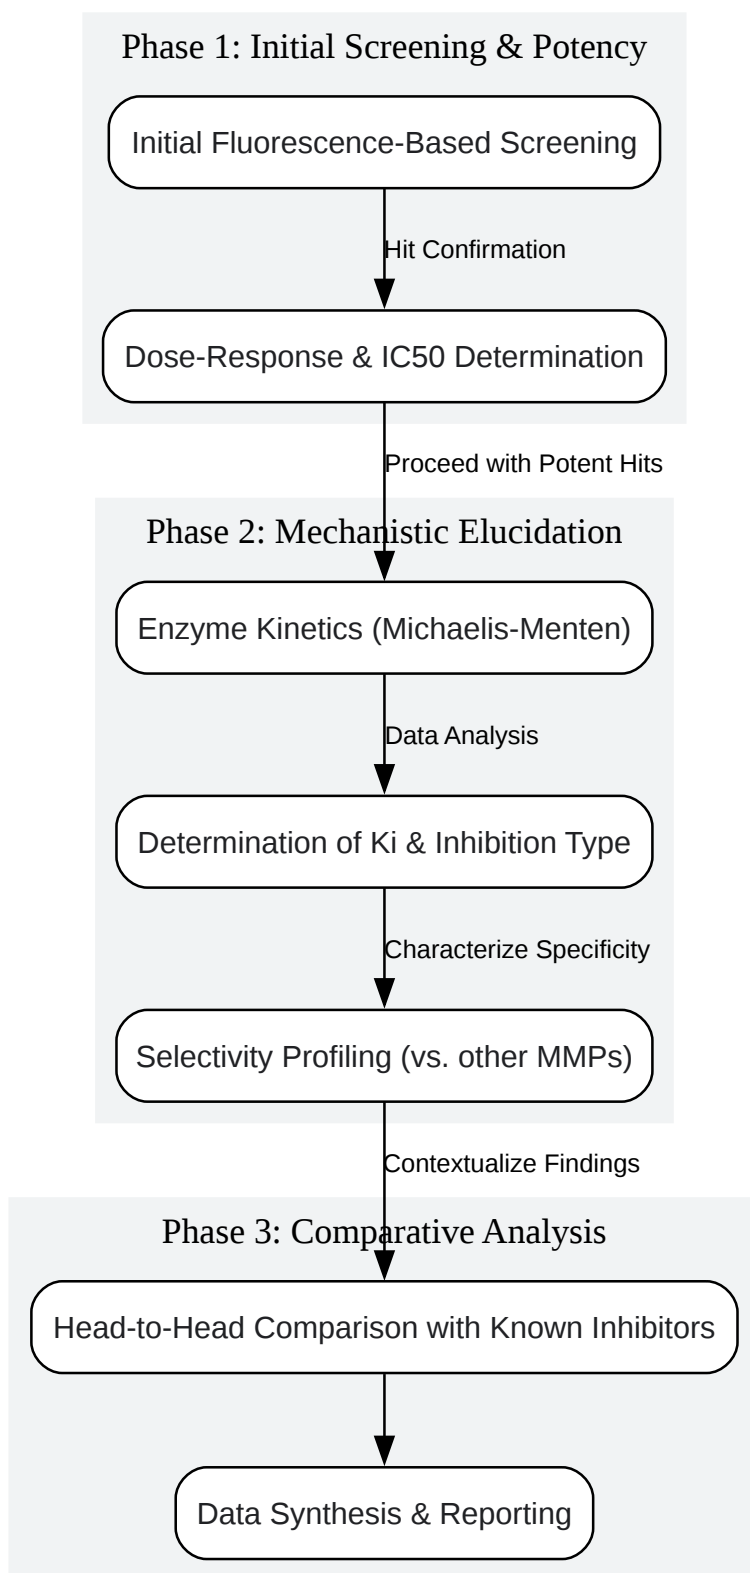 Phase 1: Initial Screening & Potency
Initial Fluorescence-Based Screening
Hit Confirmation
Dose-Response & IC50 Determination
Proceed with Potent Hits
Phase 2: Mechanistic Elucidation
Enzyme Kinetics (Michaelis-Menten)
Data Analysis
Determination of Ki & Inhibition Type
Characterize Specificity
Selectivity Profiling (vs. other MMPs)
Contextualize Findings
Phase 3: Comparative Analysis
Head-to-Head Comparison with Known Inhibitors
Data Synthesis & Reporting